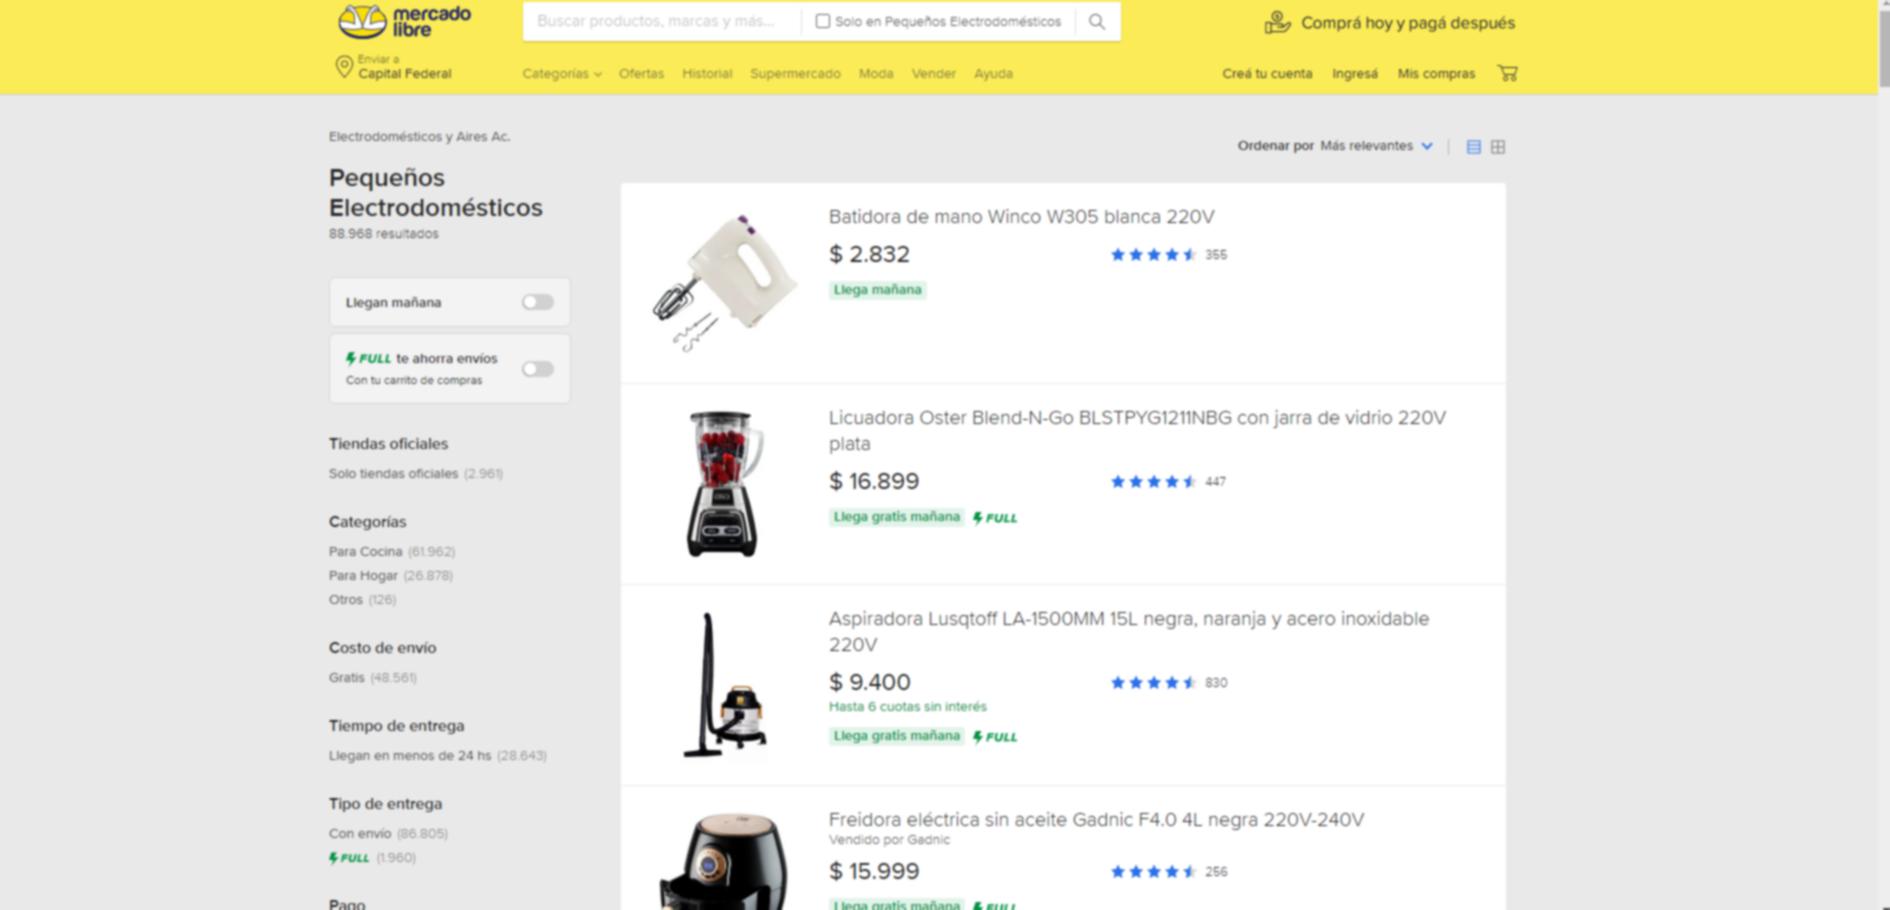 mercado
libre
Buscar productos, marcas y más...
Solo en Pequeños Electrodomésticos
Comprá hoy y pagá después
Enviar a
Capital Federal
Categorías Ofertas Historial Supermercado Moda Vender Ayuda
Creá tu cuenta Ingresá Mis compras
Electrodomésticos y Aires Ac.
Ordenar por Más relevantes
Pequeños
Electrodomésticos
88.968 resultados
Llegan mañana
FULL te ahorra envíos
Con tu carrito de compras
Tiendas oficiales
Solo tiendas oficiales (2.961)
Categorías
Para Cocina (61.962)
Para Hogar (26.878)
Otros (126)
Costo de envío
Gratis (48.561)
Tiempo de entrega
Llegan en menos de 24 hs (28.643)
Tipo de entrega
Con envío (86.805)
FULL (1.960)
Pago
Batidora de mano Winco W305 blanca 220V
$ 2.832
355
Llega mañana
Licuadora Oster Blend-N-Go BLSTPYG1211NBG con jarra de vidrio 220V
plata
$ 16.899
447
Llega gratis mañana FULL
Aspiradora Lusqtoff LA-1500MM 15L negra, naranja y acero inoxidable
220V
$ 9.400
830
Hasta 6 cuotas sin interés
Llega gratis mañana FULL
Freidora eléctrica sin aceite Gadnic F4.0 4L negra 220V-240V
Vendido por Gadnic
$ 15.999
256
Llega gratis mañana FULL